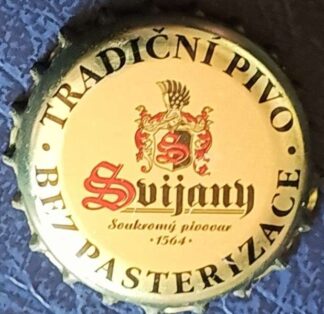 · TRADIČNÍ PIVO ·
S
Svijany
Soukromý pivovar
· 1564 ·
BEZ PASTERIZACE